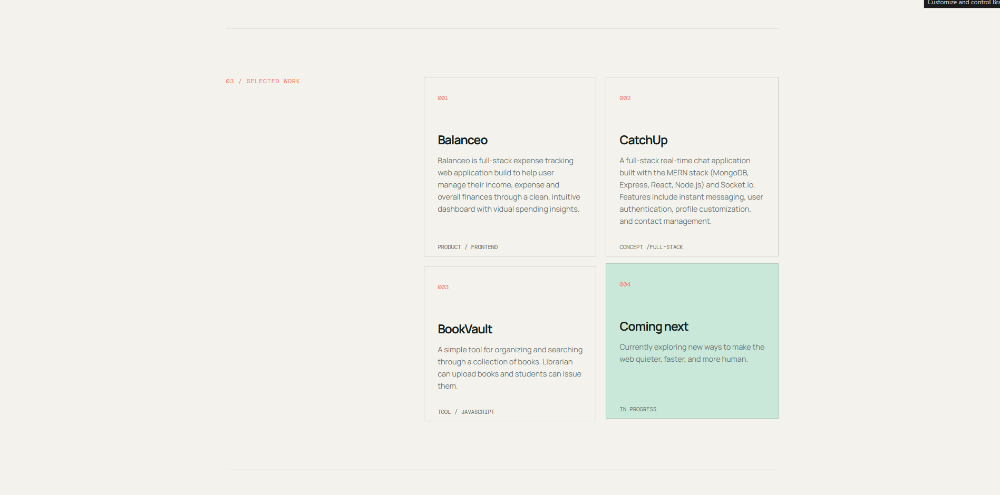 Customize and control Bra
03 / SELECTED WORK
001
Balanceo
Balanceo is full-stack expense tracking
web application build to help user
manage their income, expense and
overall finances through a clean, intuitive
dashboard with vidual spending insights.
PRODUCT / FRONTEND
002
CatchUp
A full-stack real-time chat application
built with the MERN stack (MongoDB,
Express, React, Node.js) and Socket.io.
Features include instant messaging, user
authentication, profile customization,
and contact management.
CONCEPT /FULL-STACK
003
BookVault
A simple tool for organizing and searching
through a collection of books. Librarian
can upload books and students can issue
them.
TOOL / JAVASCRIPT
004
Coming next
Currently exploring new ways to make the
web quieter, faster, and more human.
IN PROGRESS